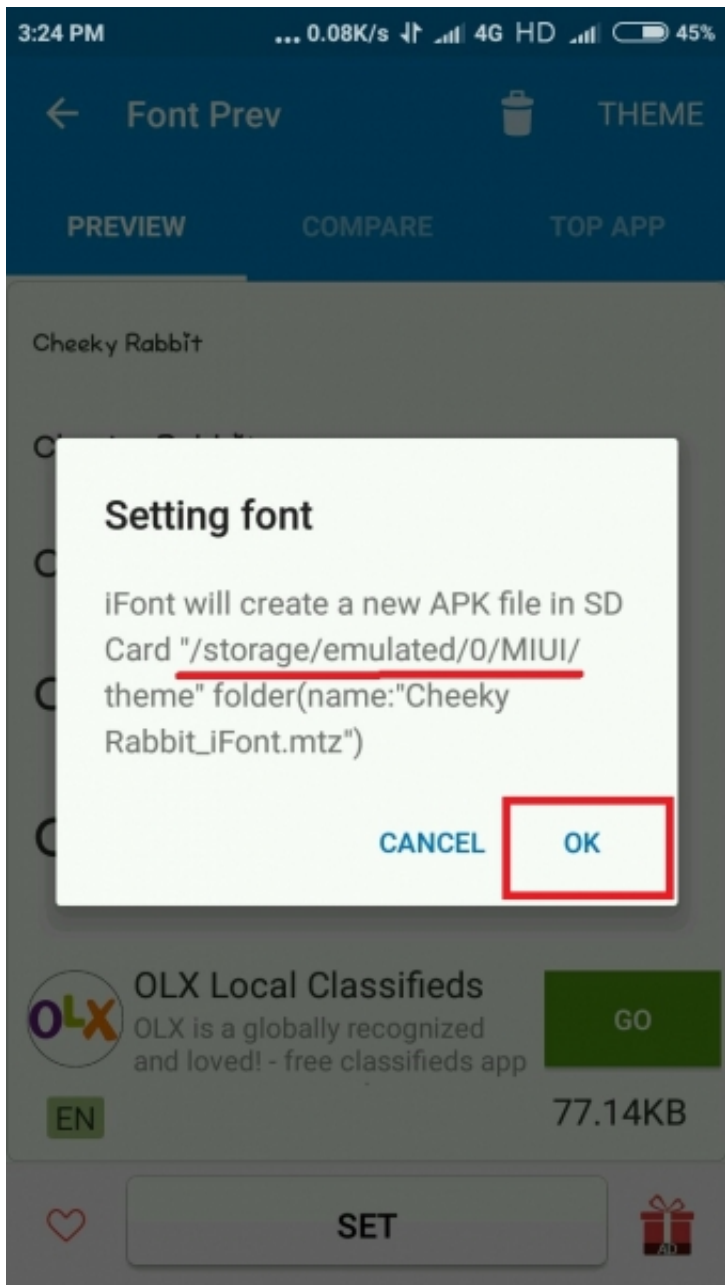 3:24 PM ... 0.08K/s 4G HD 45%
Font Prev THEME
PREVIEW COMPARE TOP APP
Cheeky Rabbit
Setting font
iFont will create a new APK file in SD
Card "/storage/emulated/0/MIUI/
theme" folder(name:"Cheeky
Rabbit_iFont.mtz")
CANCEL OK
OLX
OLX Local Classifieds
OLX is a globally recognized
and loved! - free classifieds app
GO
EN 77.14KB
SET
AD